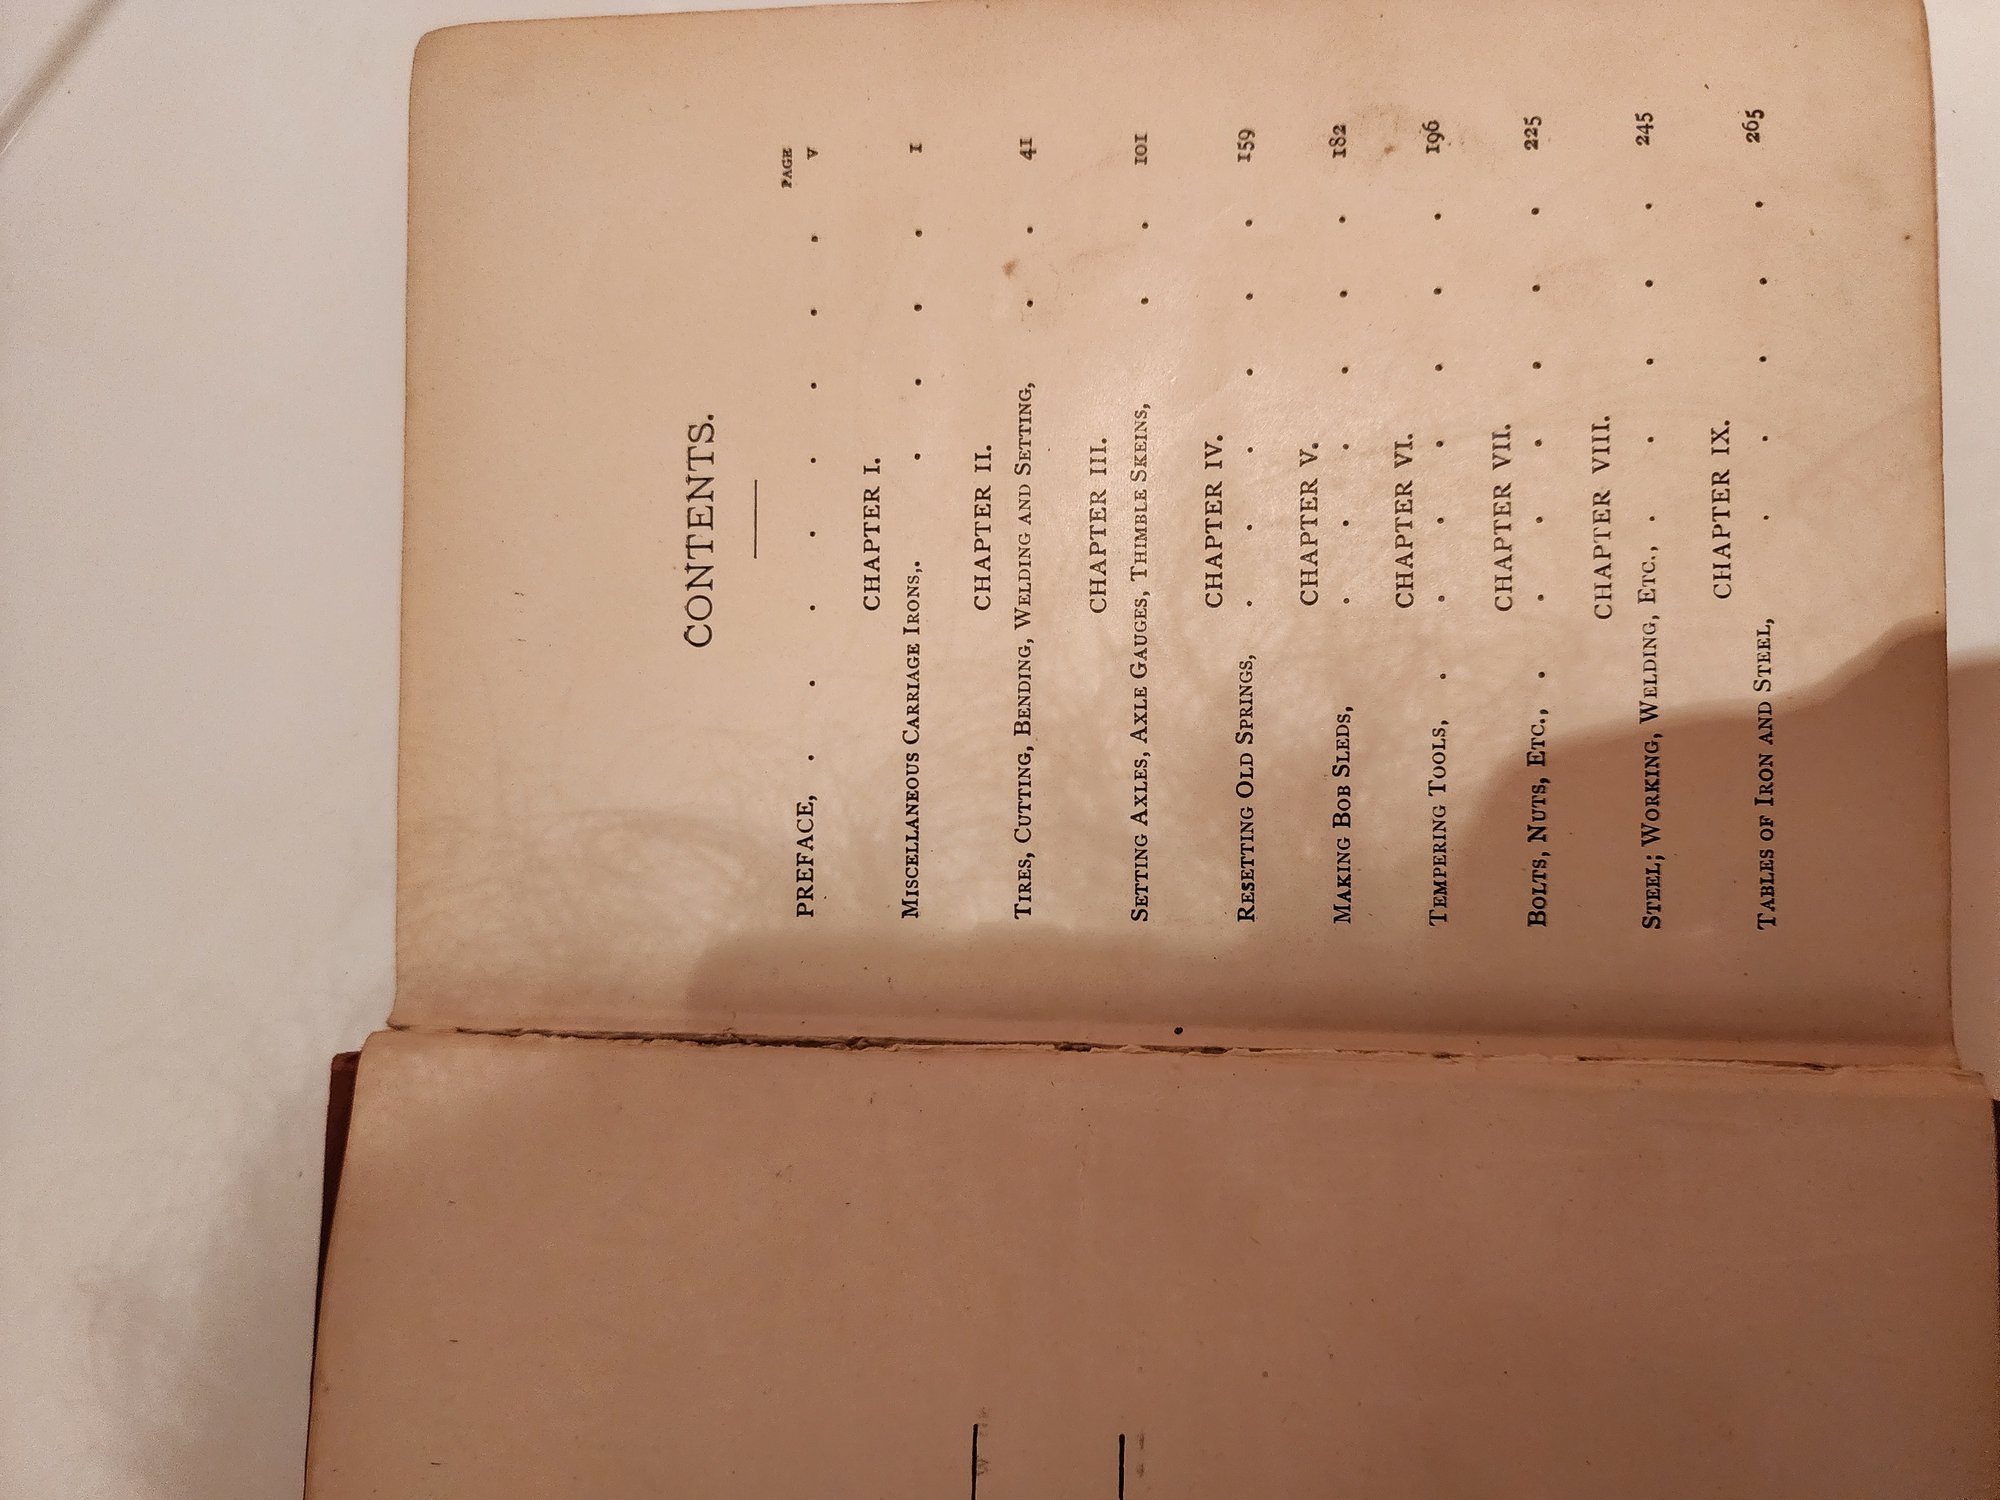 CONTENTS.
PAGE
PREFACE, . . . . . . . . v
CHAPTER I.
MISCELLANEOUS CARRIAGE IRONS,. . . . . 1
CHAPTER II.
TIRES, CUTTING, BENDING, WELDING AND SETTING, . . 41
CHAPTER III.
SETTING AXLES, AXLE GAUGES, THIMBLE SKEINS, . . 101
CHAPTER IV.
RESETTING OLD SPRINGS, . . . . . . 159
CHAPTER V.
MAKING BOB SLEDS, . . . . . . 182
CHAPTER VI.
TEMPERING TOOLS, . . . . . . . 196
CHAPTER VII.
BOLTS, NUTS, ETC., . . . . . . . 225
CHAPTER VIII.
STEEL; WORKING, WELDING, ETC., . . . . . 245
CHAPTER IX.
TABLES OF IRON AND STEEL, . . . . . 265